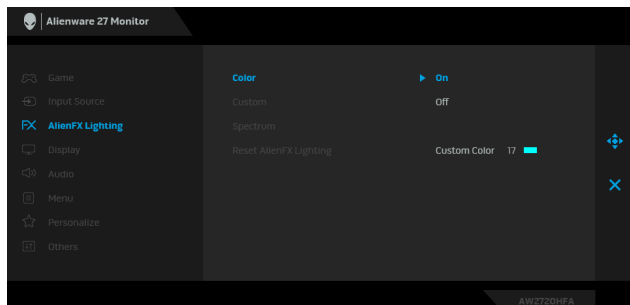 Alienware 27 Monitor
Game
Color
On
Input Source
Custom
Off
FX AlienFX Lighting
Spectrum
Display
Reset AlienFX Lighting
Custom Color 17
Audio
Menu
Personalize
Others
AW2720HFA